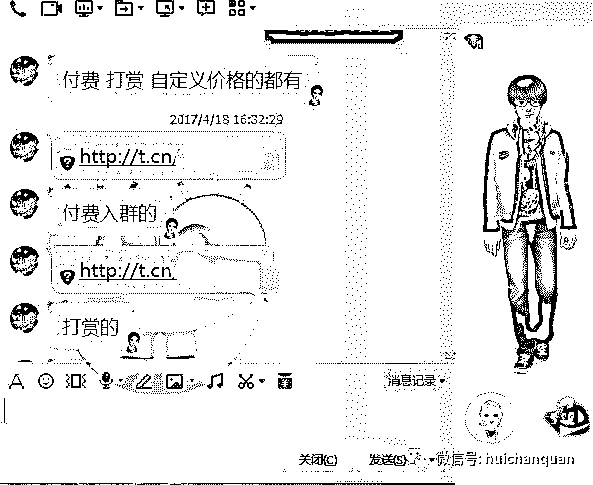 付费 打赏 自定义价格的都有
2017/4/18 16:32:29
http://t.cn/
付费入群的
http://t.cn
打赏的
消息记录
关闭(C)
发送(S)
微信号: huichanquan